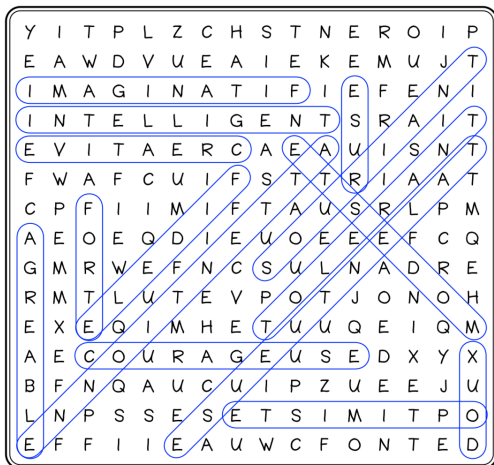 Y I T P L Z C H S T N E R O I P
E A W D V U E A I E K E M U J T
I M A G I N A T I F I E F E N I
I N T E L L I G E N T S R A I T
E V I T A E R C A E A U I S N T
F W A F C U I F S T T R I A A T
C P F I I M I F T A U S R L P M
A E O E Q D I E U O E E E F C Q
G M R W E F N C S U L N A D R E
R M T L U T E V P O T J O N O H
E X E Q I M H E T U U Q E I Q M
A E C O U R A G E U S E D X Y X
B F N Q A U C U I P Z U E E J U
L N P S S E S E T S I M I T P O
E F F I I E A U W C F O N T E D